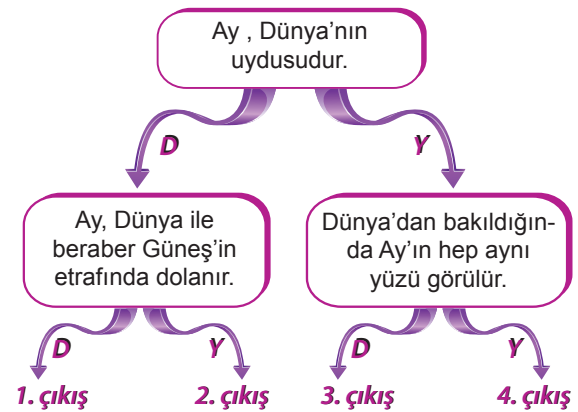 Ay , Dünya’nın
uydusudur.
D
Y
Ay, Dünya ile
beraber Güneş’in
etrafında dolanır.
Dünya’dan bakıldığın-
da Ay’ın hep aynı
yüzü görülür.
D
Y
D
Y
1. çıkış
2. çıkış
3. çıkış
4. çıkış